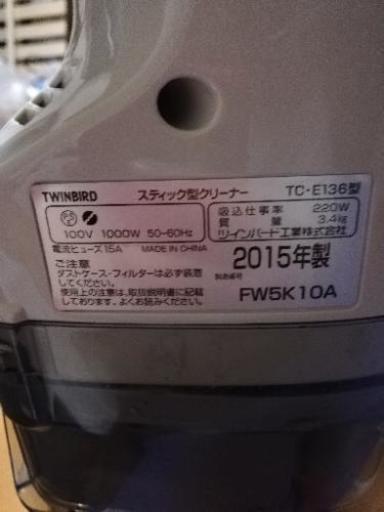 TWINBIRD スティック型クリーナー TC-E136型
100V 1000W 50-60Hz
電流ヒューズ15A MADE IN CHINA
ご注意
ダストケース・フィルターは必ず装着
してください。
使用上の注意は、取扱説明書に記載
しております。よくお読みください。
吸込仕事率 220W
質量 3.4kg
ツインバード工業株式会社
2015年製
製造番号
FW5K10A